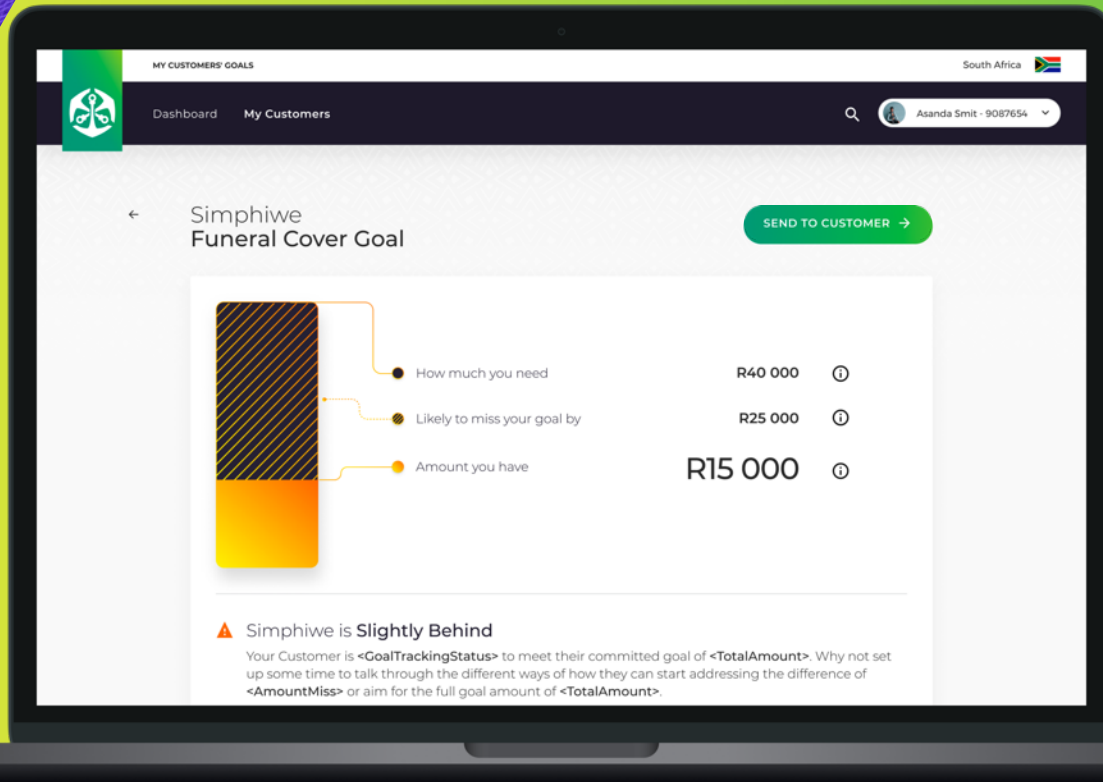 MY CUSTOMERS' GOALS
South Africa
Dashboard My Customers
Asanda Smit - 9087654
Simphiwe
Funeral Cover Goal
SEND TO CUSTOMER →
How much you need R40 000
Likely to miss your goal by R25 000
Amount you have R15 000
Simphiwe is Slightly Behind
Your Customer is <GoalTrackingStatus> to meet their committed goal of <TotalAmount>. Why not set
up some time to talk through the different ways of how they can start addressing the difference of
<AmountMiss> or aim for the full goal amount of <TotalAmount>.